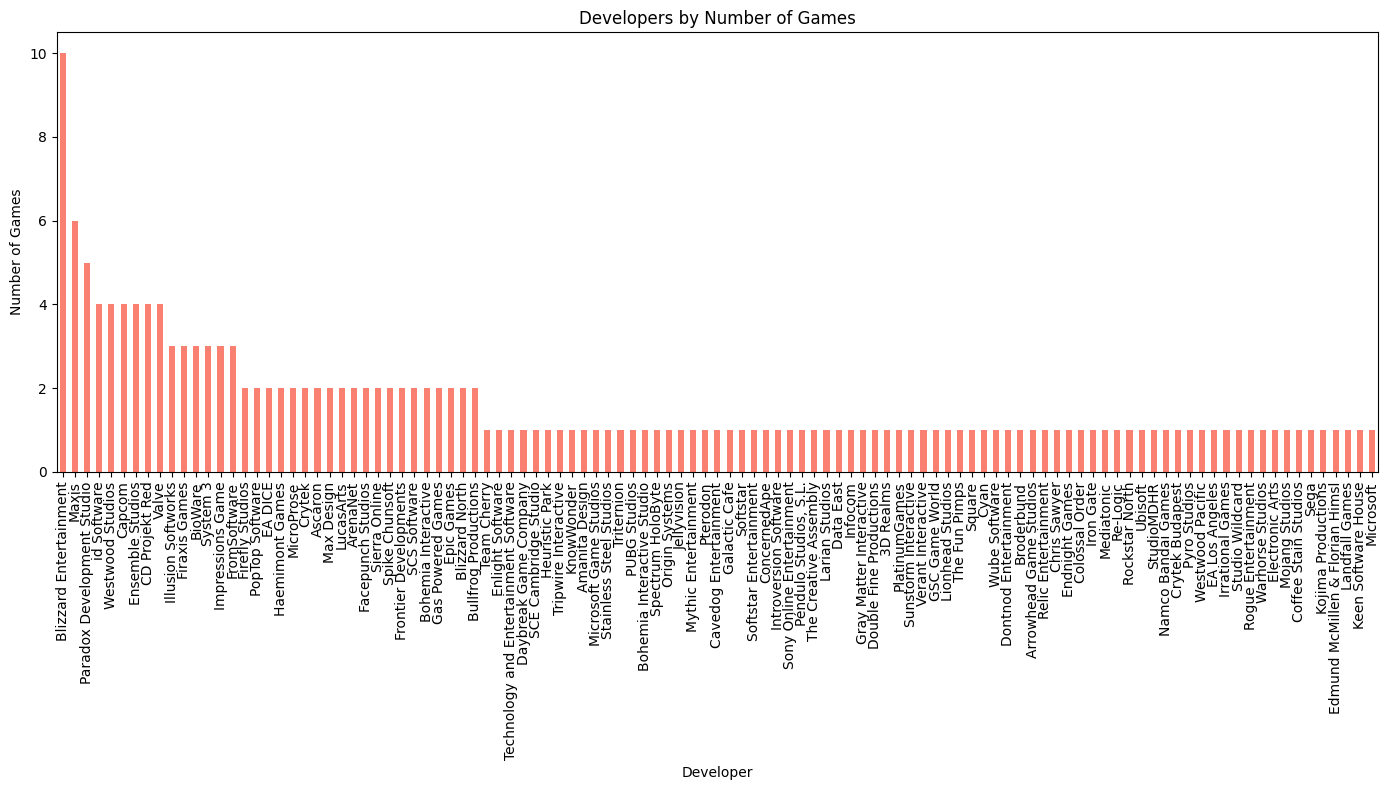 Developers by Number of Games
Number of Games
10
8
6
4
2
0
Blizzard Entertainment
Maxis
Paradox Development Studio
id Software
Westwood Studios
Capcom
Ensemble Studios
CD Projekt Red
Valve
Illusion Softworks
Firaxis Games
BioWare
System 3
Impressions Game
FromSoftware
Firefly Studios
PopTop Software
EA DICE
Haemimont Games
MicroProse
Crytek
Ascaron
Max Design
LucasArts
ArenaNet
Facepunch Studios
Sierra Online
Spike Chunsoft
Frontier Developments
SCS Software
Bohemia Interactive
Gas Powered Games
Epic Games
Blizzard North
Bullfrog Productions
Team Cherry
Enlight Software
Technology and Entertainment Software
Daybreak Game Company
SCE Cambridge Studio
Heuristic Park
Tripwire Interactive
KnowWonder
Amanita Design
Microsoft Game Studios
Stainless Steel Studios
Triternion
PUBG Studios
Bohemia Interactive Studio
Spectrum HoloByte
Origin Systems
Jellyvision
Mythic Entertainment
Pterodon
Cavedog Entertainment
Galactic Cafe
Softstar
Softstar Entertainment
ConcernedApe
Introversion Software
Sony Online Entertainment
Pendulo Studios, S.L.
The Creative Assembly
Larian Studios
Data East
Infocom
Gray Matter Interactive
Double Fine Productions
3D Realms
PlatinumGames
Sunstorm Interactive
Verant Interactive
GSC Game World
Lionhead Studios
The Fun Pimps
Square
Cyan
Wube Software
Dontnod Entertainment
Broderbund
Arrowhead Game Studios
Relic Entertainment
Chris Sawyer
Endnight Games
Colossal Order
Iron Gate
Mediatonic
Re-Logic
Rockstar North
Ubisoft
StudioMDHR
Namco Bandai Games
Crytek Budapest
Pyro Studios
Westwood Pacific
EA Los Angeles
Irrational Games
Studio Wildcard
Rogue Entertainment
Warhorse Studios
Electronic Arts
Mojang Studios
Coffee Stain Studios
Sega
Kojima Productions
Edmund McMillen & Florian Himsl
Landfall Games
Keen Software House
Microsoft
Developer